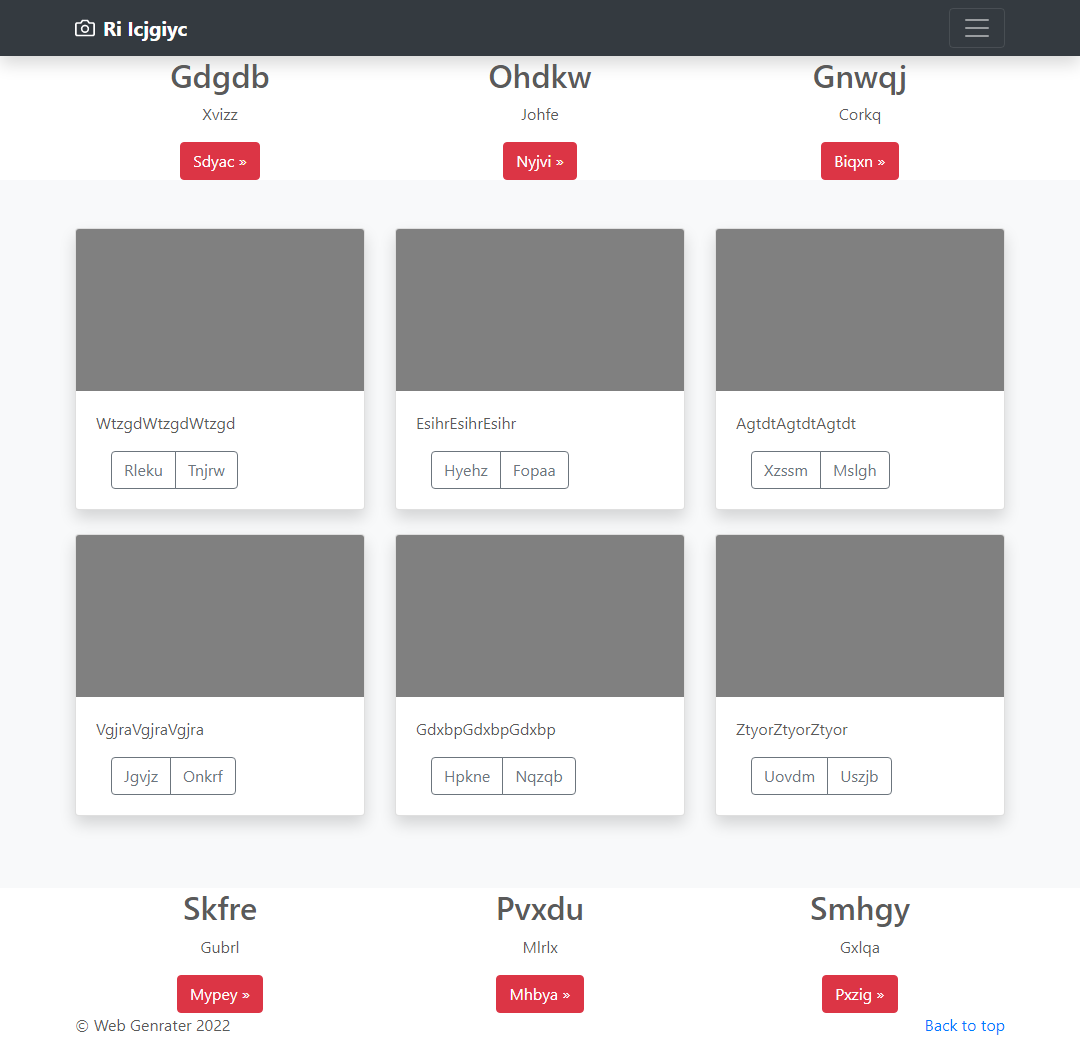 Ri Icjgiyc
Gdgdb
Ohdkw
Gnwqj
Xvizz
Johfe
Corkq
Sdyac »
Nyjvi »
Biqxn »
WtzgdWtzgdWtzgd
EsihrEsihrEsihr
AgtdtAgtdtAgtdt
Rleku
Tnjrw
Hyehz
Fopaa
Xzssm
Mslgh
VgjraVgjraVgjra
GdxbpGdxbpGdxbp
ZtyorZtyorZtyor
Jgvjz
Onkrf
Hpkne
Nqzqb
Uovdm
Uszjb
Skfre
Pvxdu
Smhgy
Gubrl
Mlrlx
Gxlqa
Mypey »
Mhbya »
Pxzig »
© Web Genrater 2022
Back to top